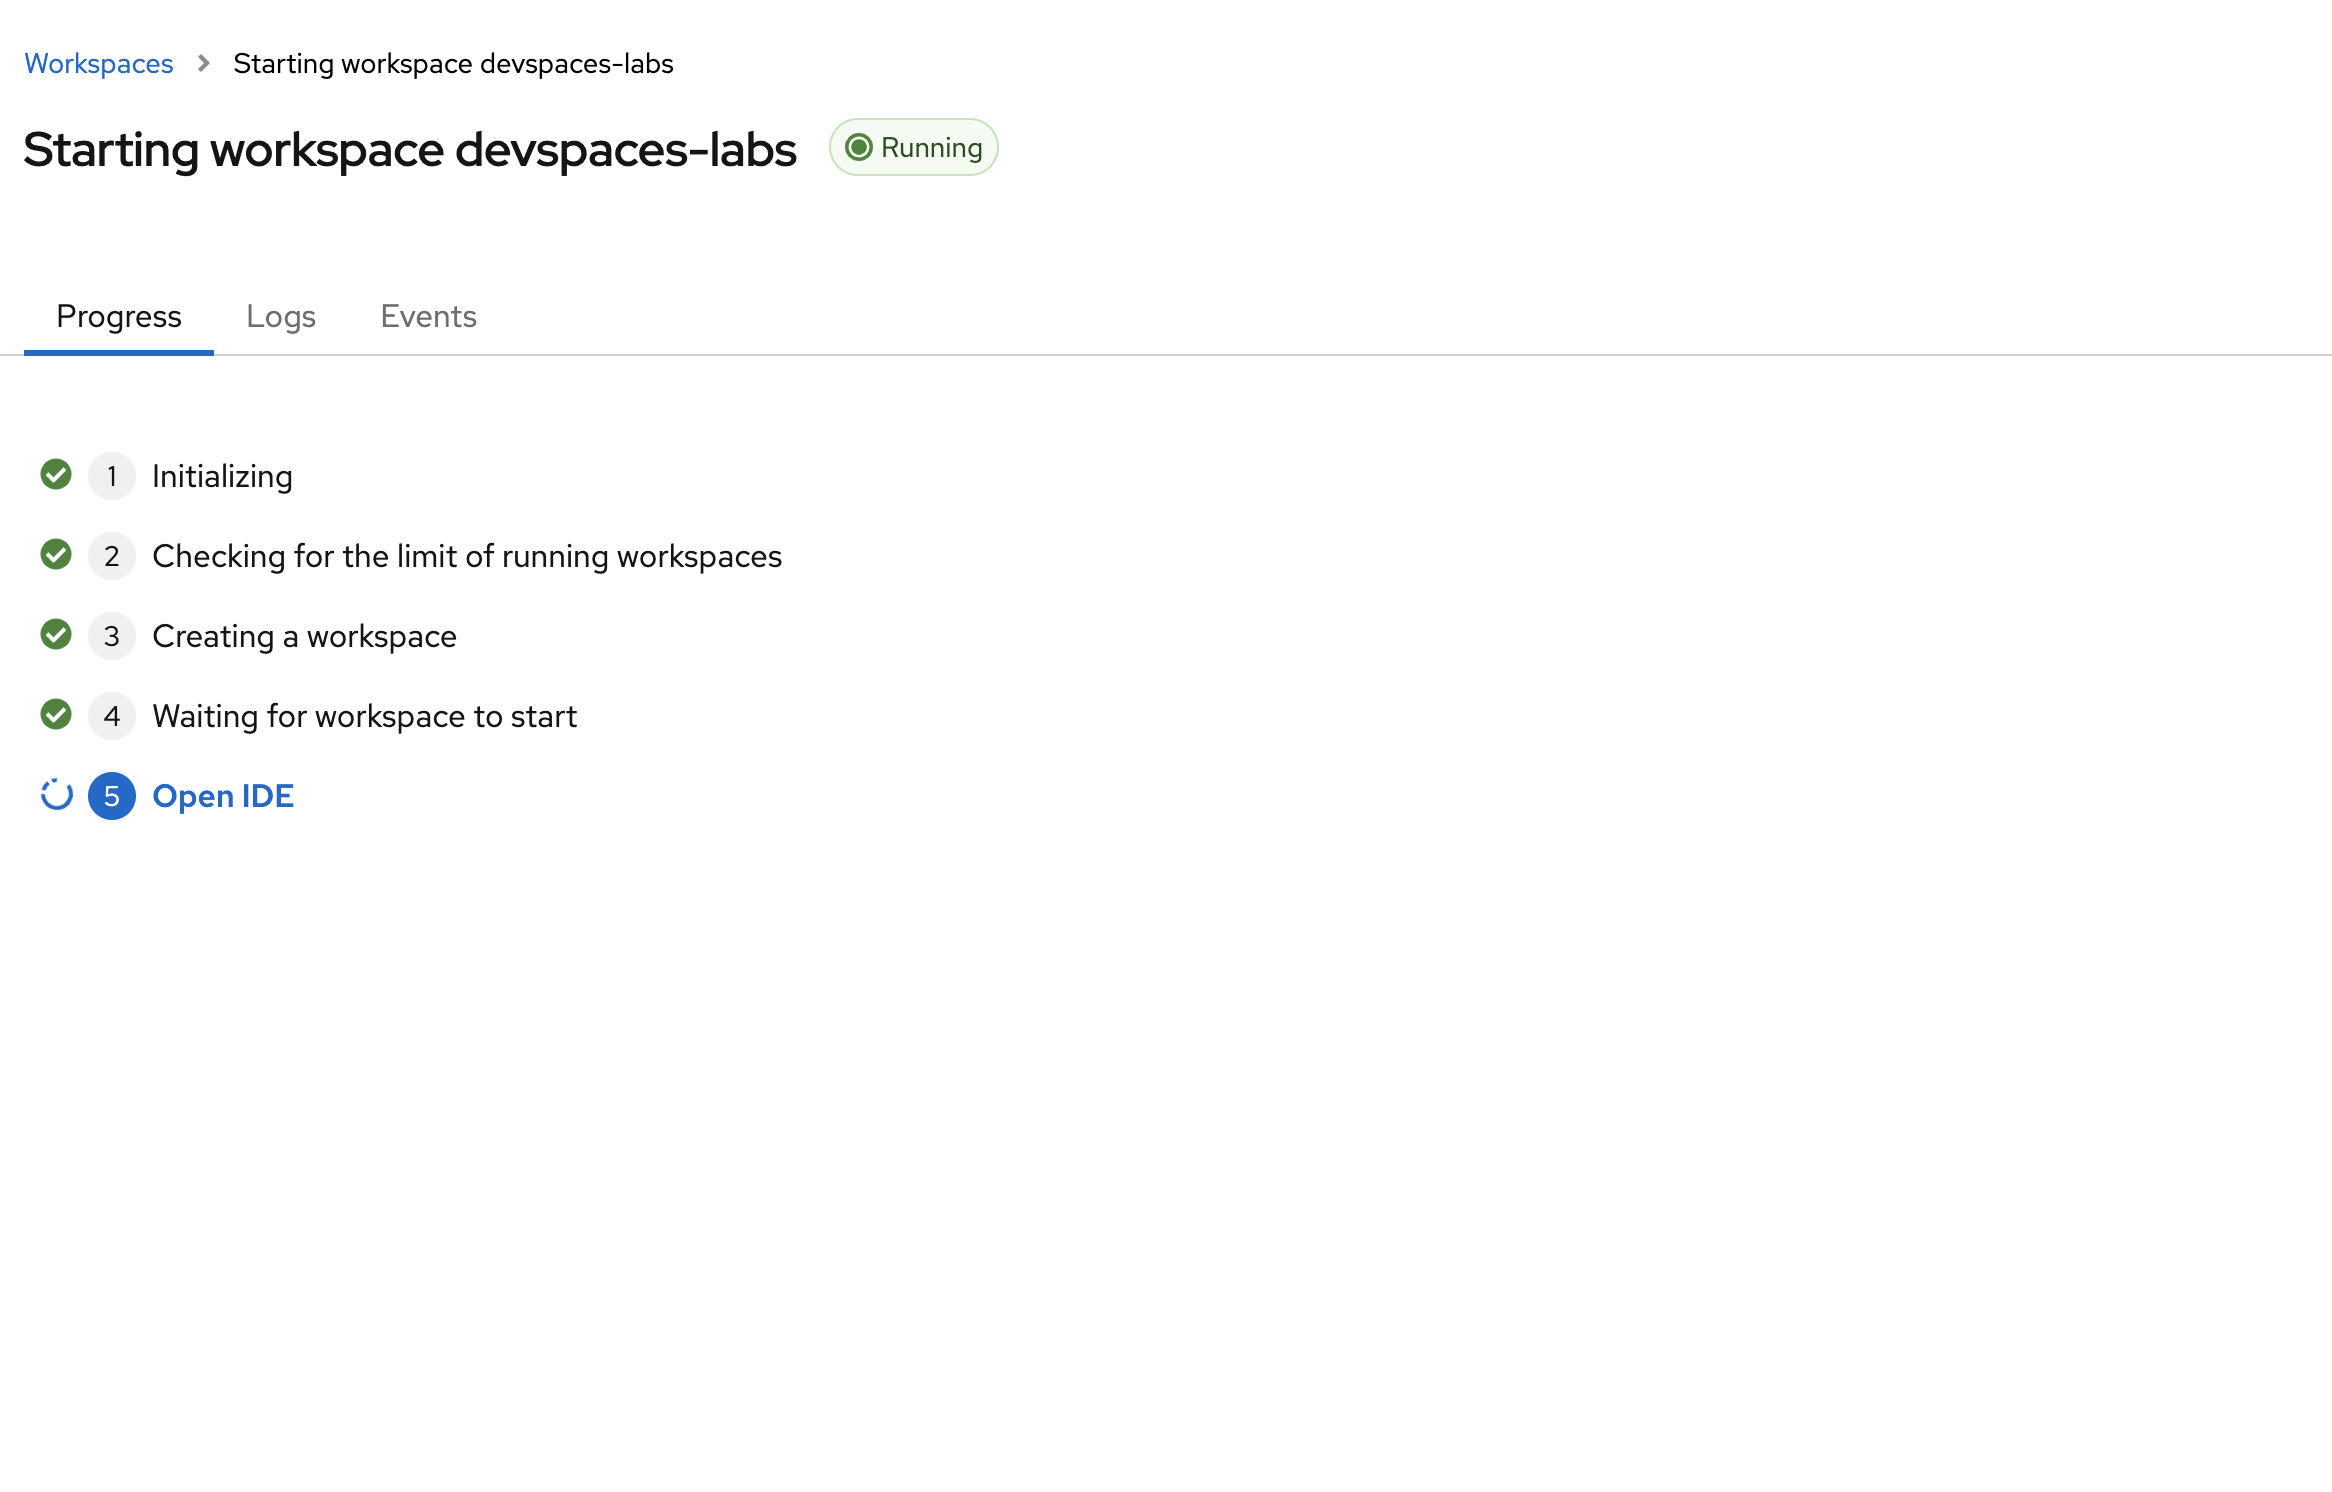 Workspaces > Starting workspace devspaces-labs
Starting workspace devspaces-labs Running
Progress Logs Events
1 Initializing
2 Checking for the limit of running workspaces
3 Creating a workspace
4 Waiting for workspace to start
5 Open IDE